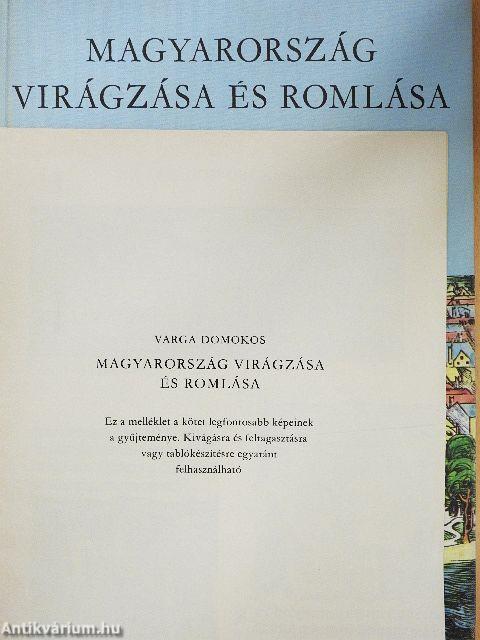 MAGYARORSZÁG
VIRÁGZÁSA ÉS ROMLÁSA
VARGA DOMOKOS
MAGYARORSZÁG VIRÁGZÁSA
ÉS ROMLÁSA
Ez a melléklet a kötet legfontosabb képeinek
a gyűjteménye. Kivágásra és felragasztásra
vagy tablókészítésre egyaránt
felhasználható
Antikvárium.hu